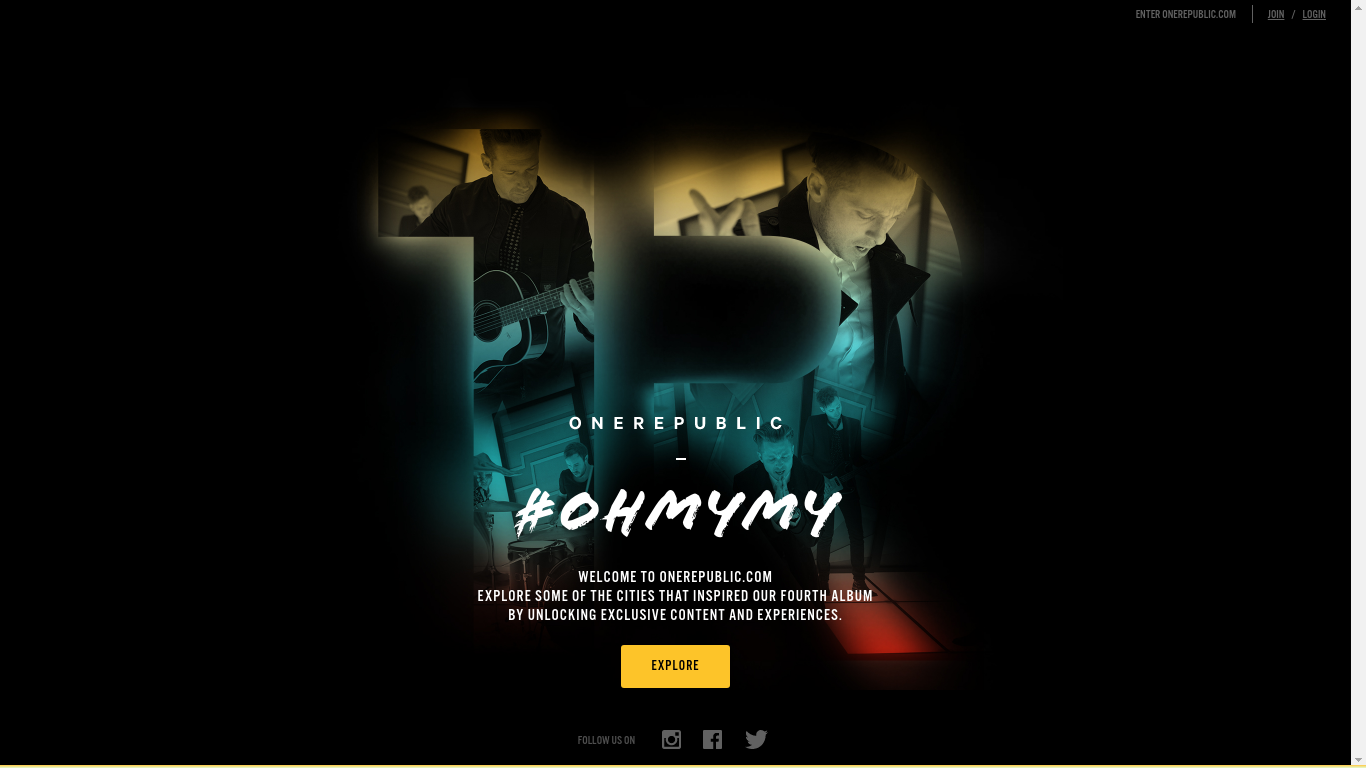 ENTER ONEREPUBLIC.COM
JOIN / LOGIN
ONEREPUBLIC
#OHMYMY
WELCOME TO ONEREPUBLIC.COM
EXPLORE SOME OF THE CITIES THAT INSPIRED OUR FOURTH ALBUM
BY UNLOCKING EXCLUSIVE CONTENT AND EXPERIENCES.
EXPLORE
FOLLOW US ON